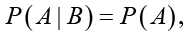 P(A | B) = P(A),